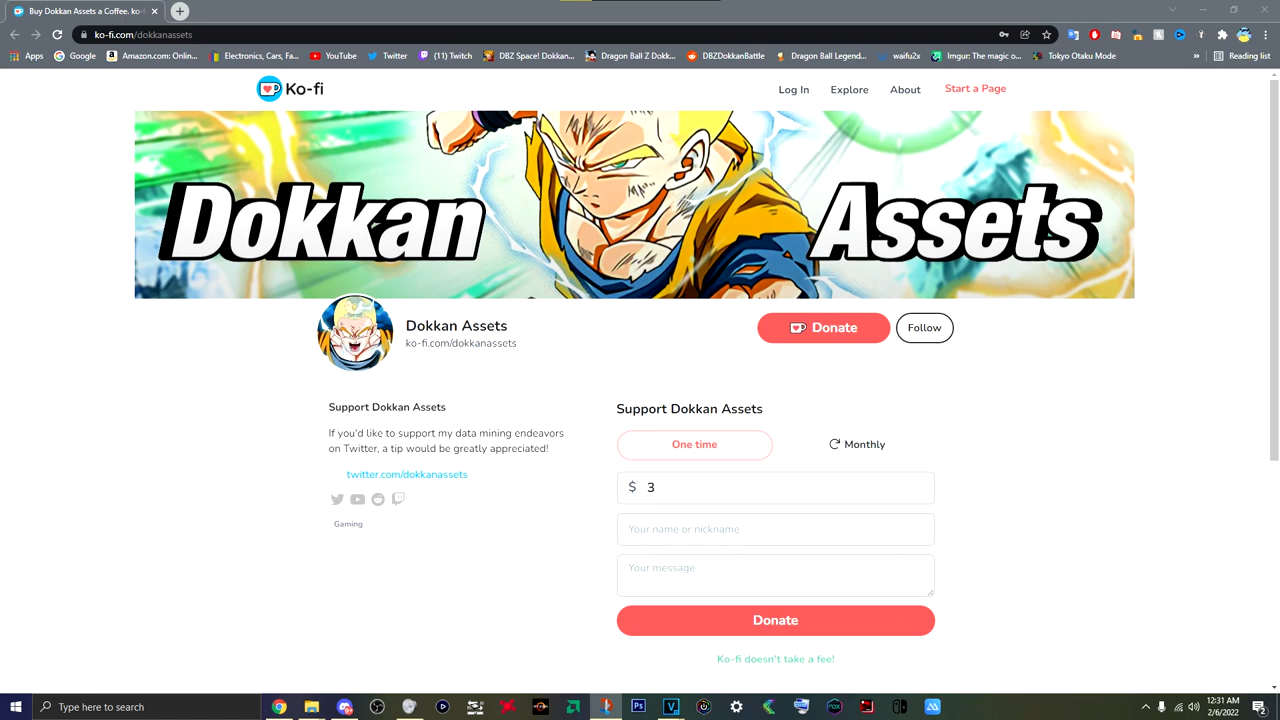 Buy Dokkan Assets a Coffee. Ko-fi
ko-fi.com/dokkanassets
Apps
Google
Amazon.com: Onlin...
Electronics, Cars, Fa...
YouTube
Twitter
(11) Twitch
DBZ Space! Dokkan...
Dragon Ball Z Dokk...
DBZDokkanBattle
Dragon Ball Legend...
waifu2x
Imgur: The magic o...
Tokyo Otaku Mode
»
Reading list
Ko-fi
Log In
Explore
About
Start a Page
Dokkan Assets
Dokkan Assets
ko-fi.com/dokkanassets
Donate
Follow
Support Dokkan Assets
If you'd like to support my data mining endeavors
on Twitter, a tip would be greatly appreciated!
twitter.com/dokkanassets
Gaming
Support Dokkan Assets
One time
Monthly
$ 3
Your name or nickname
Your message
Donate
Ko-fi doesn't take a fee!
Type here to search
12:31 AM
2/6/2022